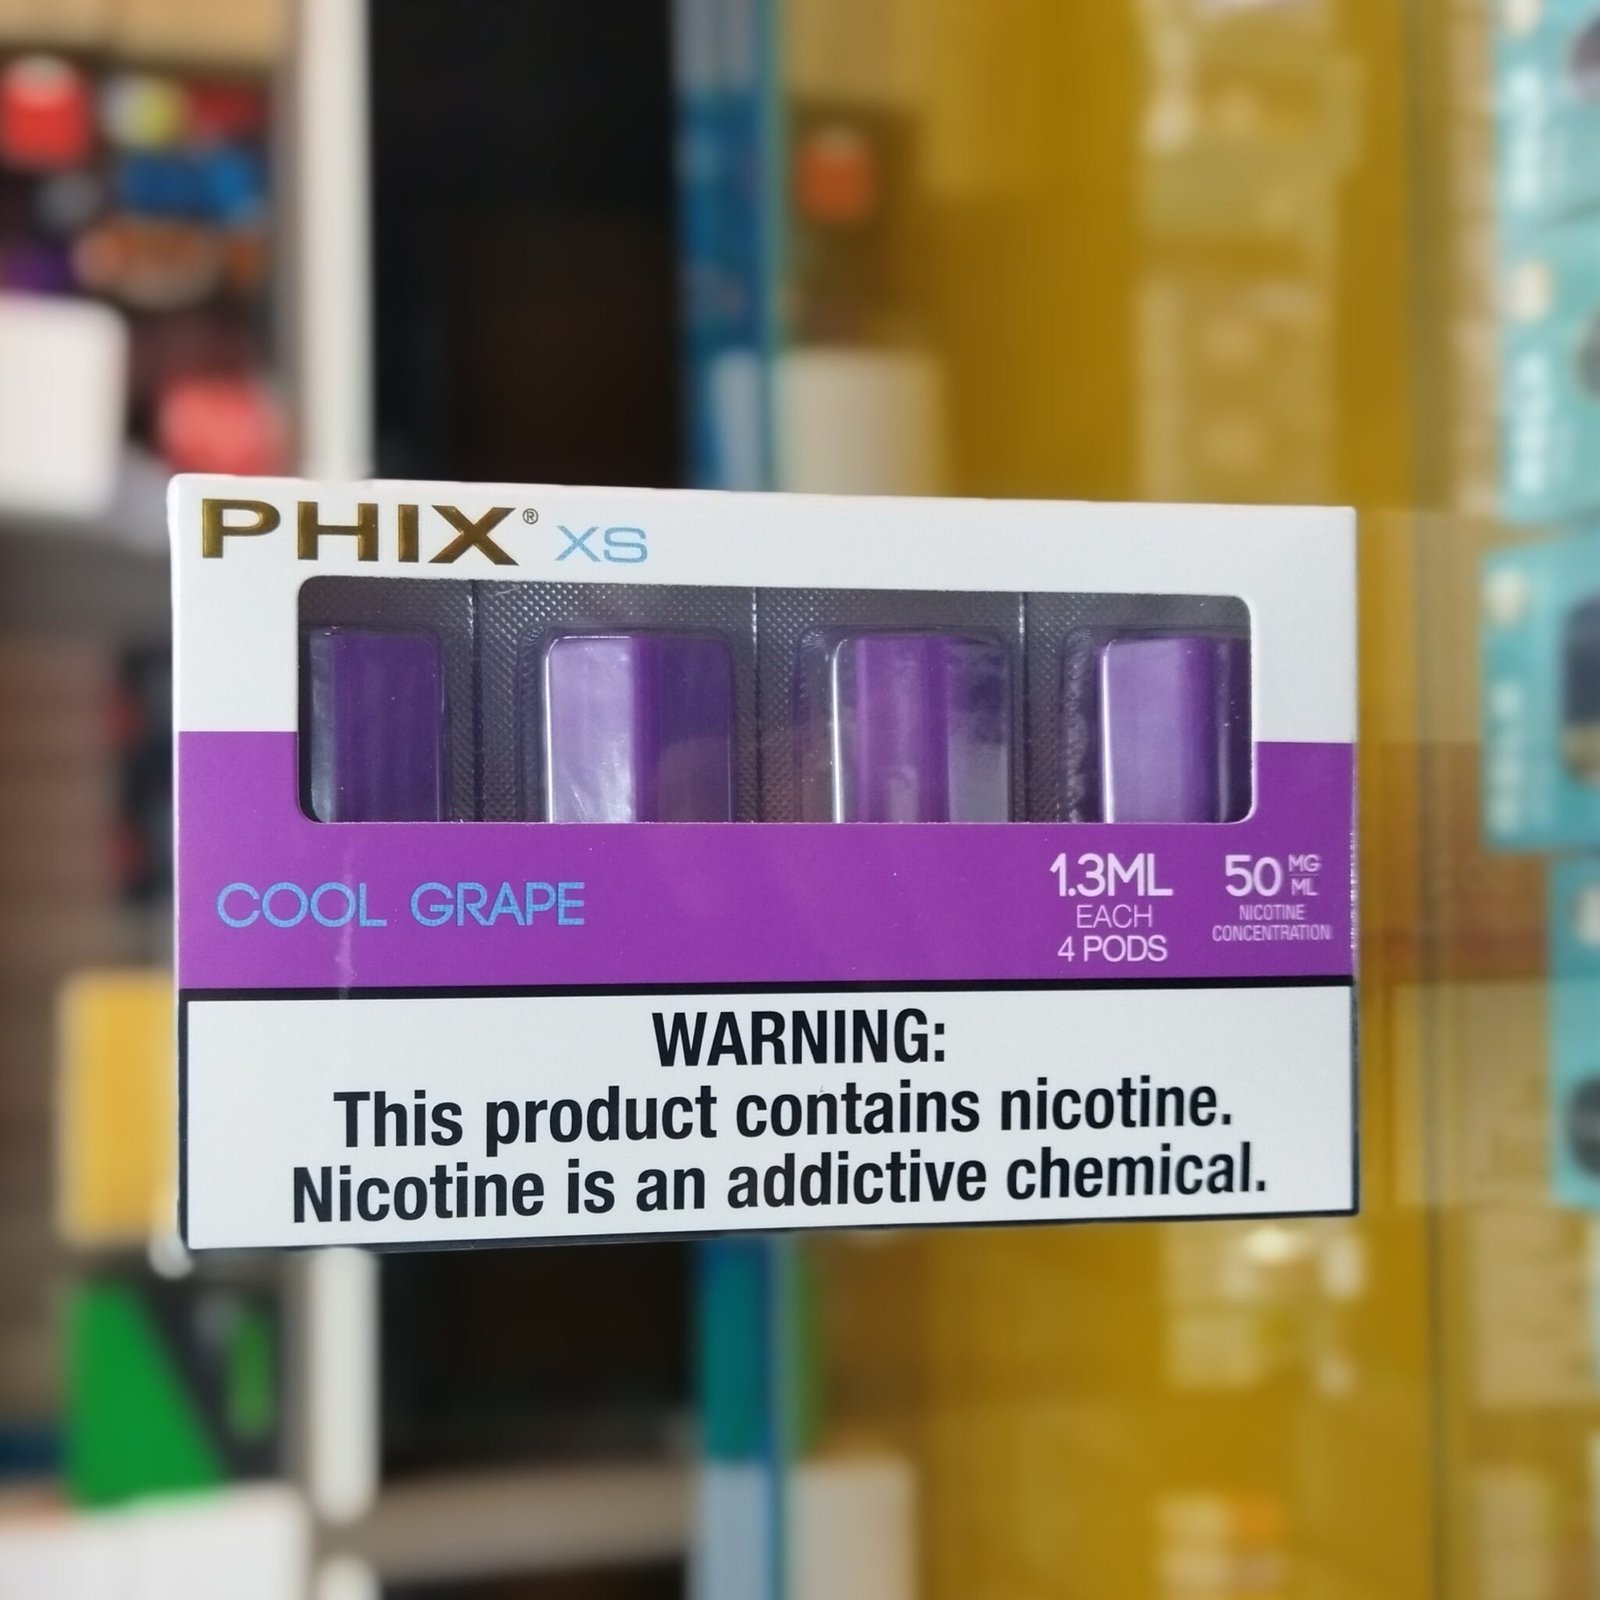 PHIX® XS
COOL GRAPE
1.3ML
EACH
4 PODS
50 MG
ML
NICOTINE
CONCENTRATION
WARNING:
This product contains nicotine.
Nicotine is an addictive chemical.